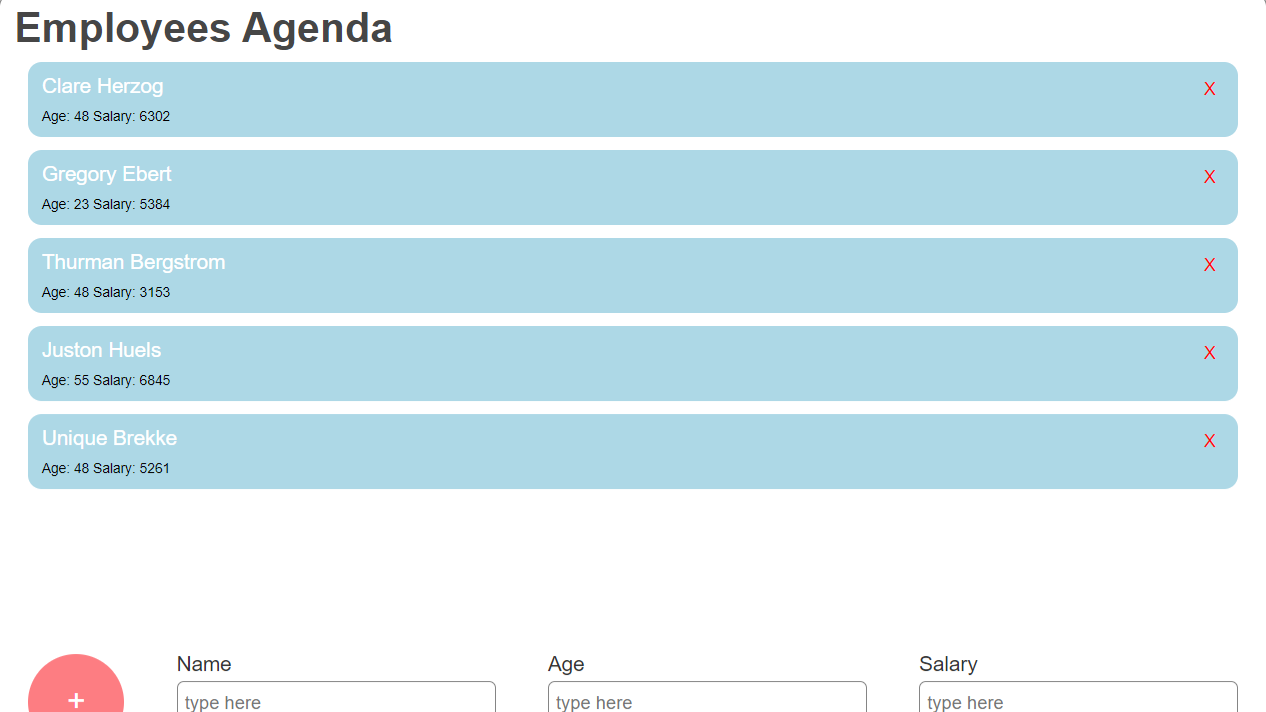 Employees Agenda
Clare Herzog
X
Age: 48 Salary: 6302
Gregory Ebert
X
Age: 23 Salary: 5384
Thurman Bergstrom
X
Age: 48 Salary: 3153
Juston Huels
X
Age: 55 Salary: 6845
Unique Brekke
X
Age: 48 Salary: 5261
Name Age Salary
+ type here type here type here